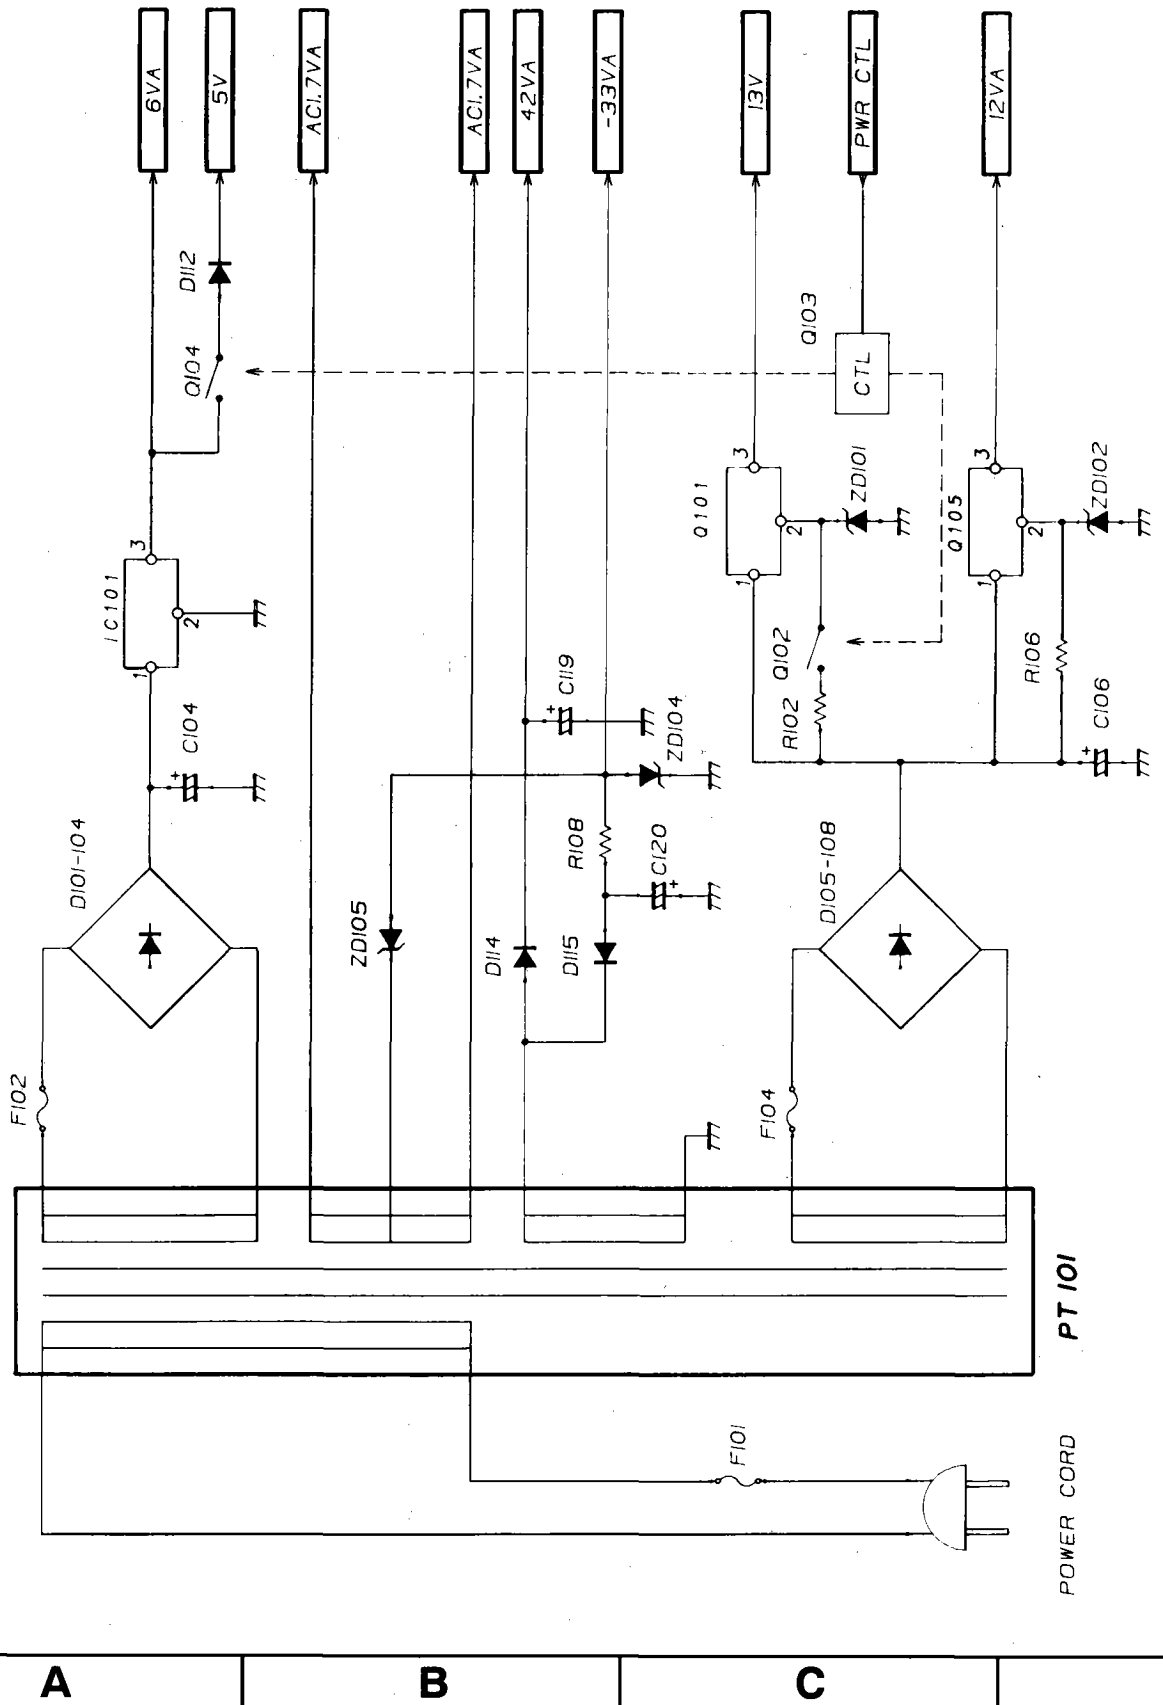 6VA
5V
AC1.7VA
AC1.7VA
42VA
-33VA
13V
PWR CTL
12VA
D112
Q104
Q103
CTL
3
IC101
2
1
3
Q101
2
1
ZD101
3
Q105
2
1
ZD102
Q102
R102
R106
C104
+
C119
+
ZD104
C106
+
D101-104
R108
C120
+
D105-108
ZD105
D114
D115
F102
F104
PT101
F101
POWER CORD
A
B
C